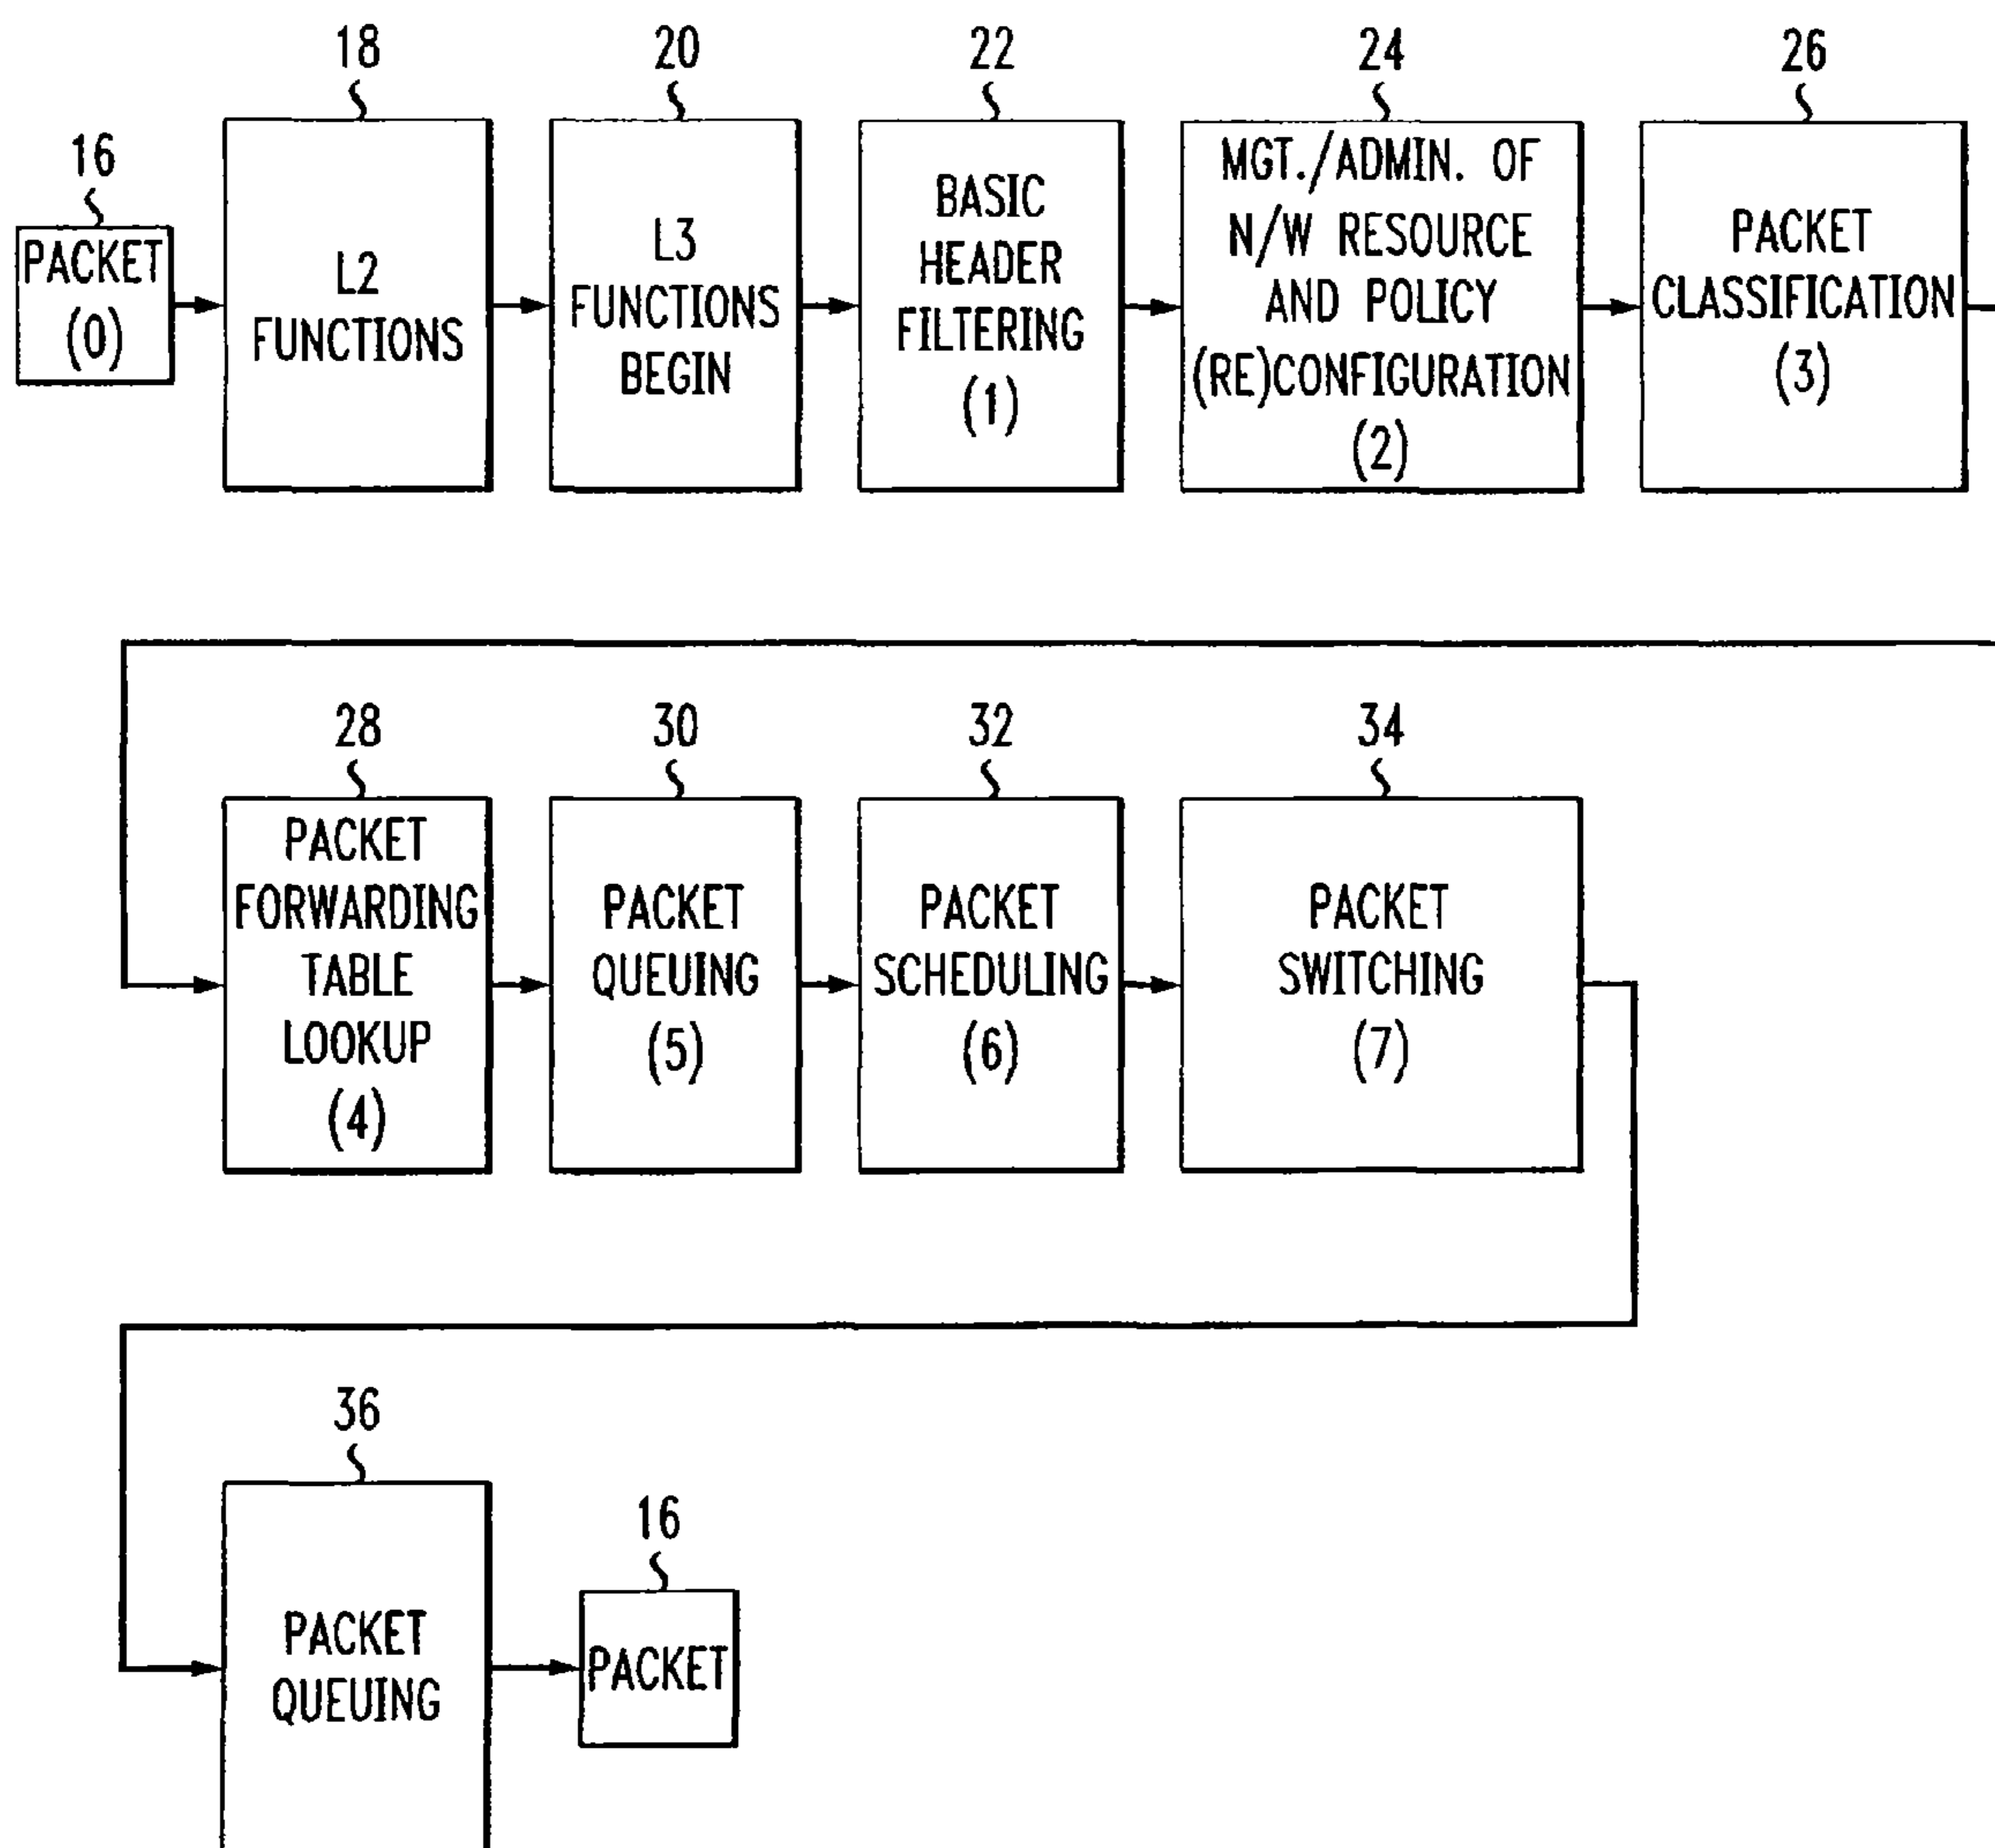 18
20
22
24
26
16
PACKET
(0)
L2
FUNCTIONS
L3
FUNCTIONS
BEGIN
BASIC
HEADER
FILTERING
(1)
MGT./ADMIN. OF
N/W RESOURCE
AND POLICY
(RE)CONFIGURATION
(2)
PACKET
CLASSIFICATION
(3)
28
30
32
34
PACKET
FORWARDING
TABLE
LOOKUP
(4)
PACKET
QUEUING
(5)
PACKET
SCHEDULING
(6)
PACKET
SWITCHING
(7)
36
16
PACKET
QUEUING
PACKET